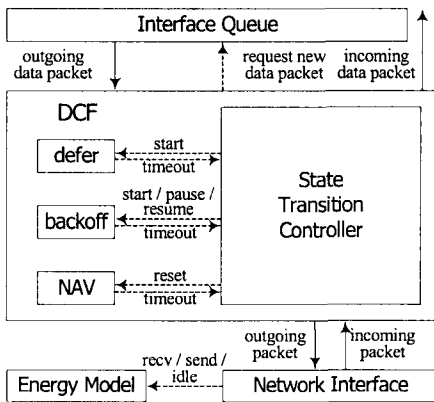 Interface Queue
outgoing
data packet
request new
data packet
incoming
data packet
DCF
defer
start
timeout
start / pause /
resume
backoff
timeout
State
Transition
Controller
NAV
reset
timeout
outgoing
packet
incoming
packet
recv / send /
idle
Energy Model
Network Interface